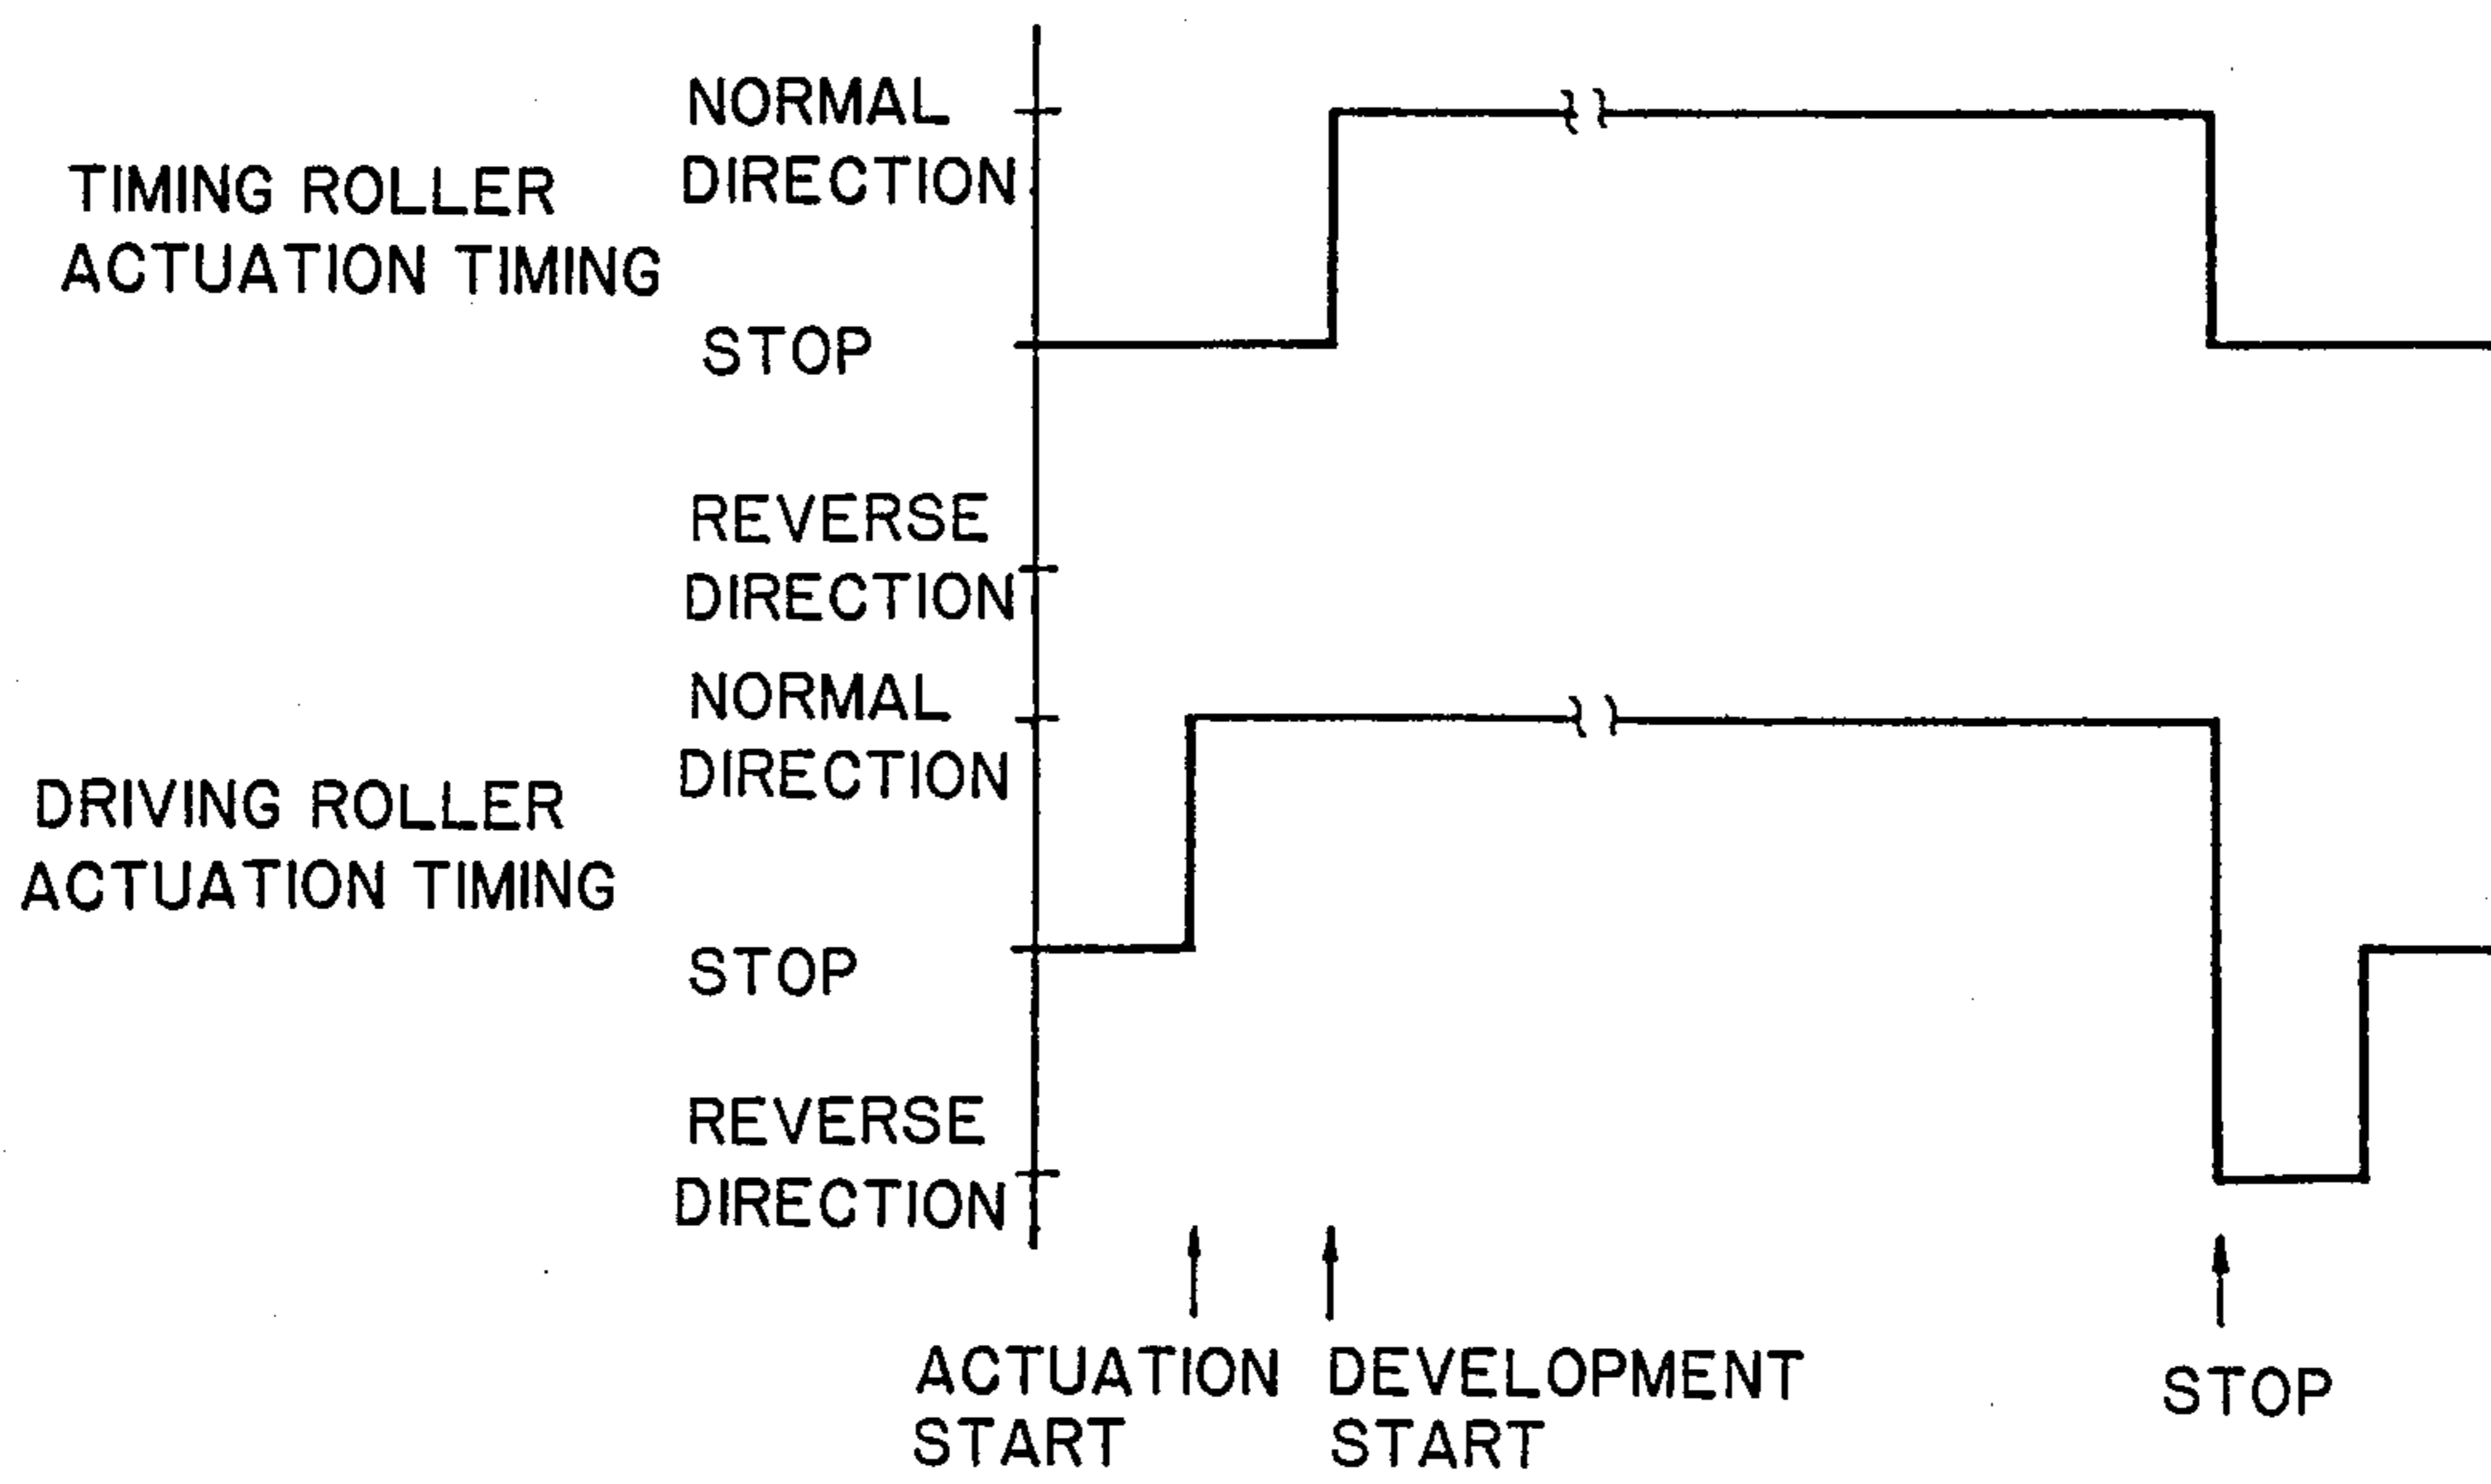 NORMAL
DIRECTION
TIMING ROLLER
ACTUATION TIMING
STOP
REVERSE
DIRECTION
NORMAL
DIRECTION
DRIVING ROLLER
ACTUATION TIMING
STOP
REVERSE
DIRECTION
ACTUATION
START
DEVELOPMENT
START
STOP